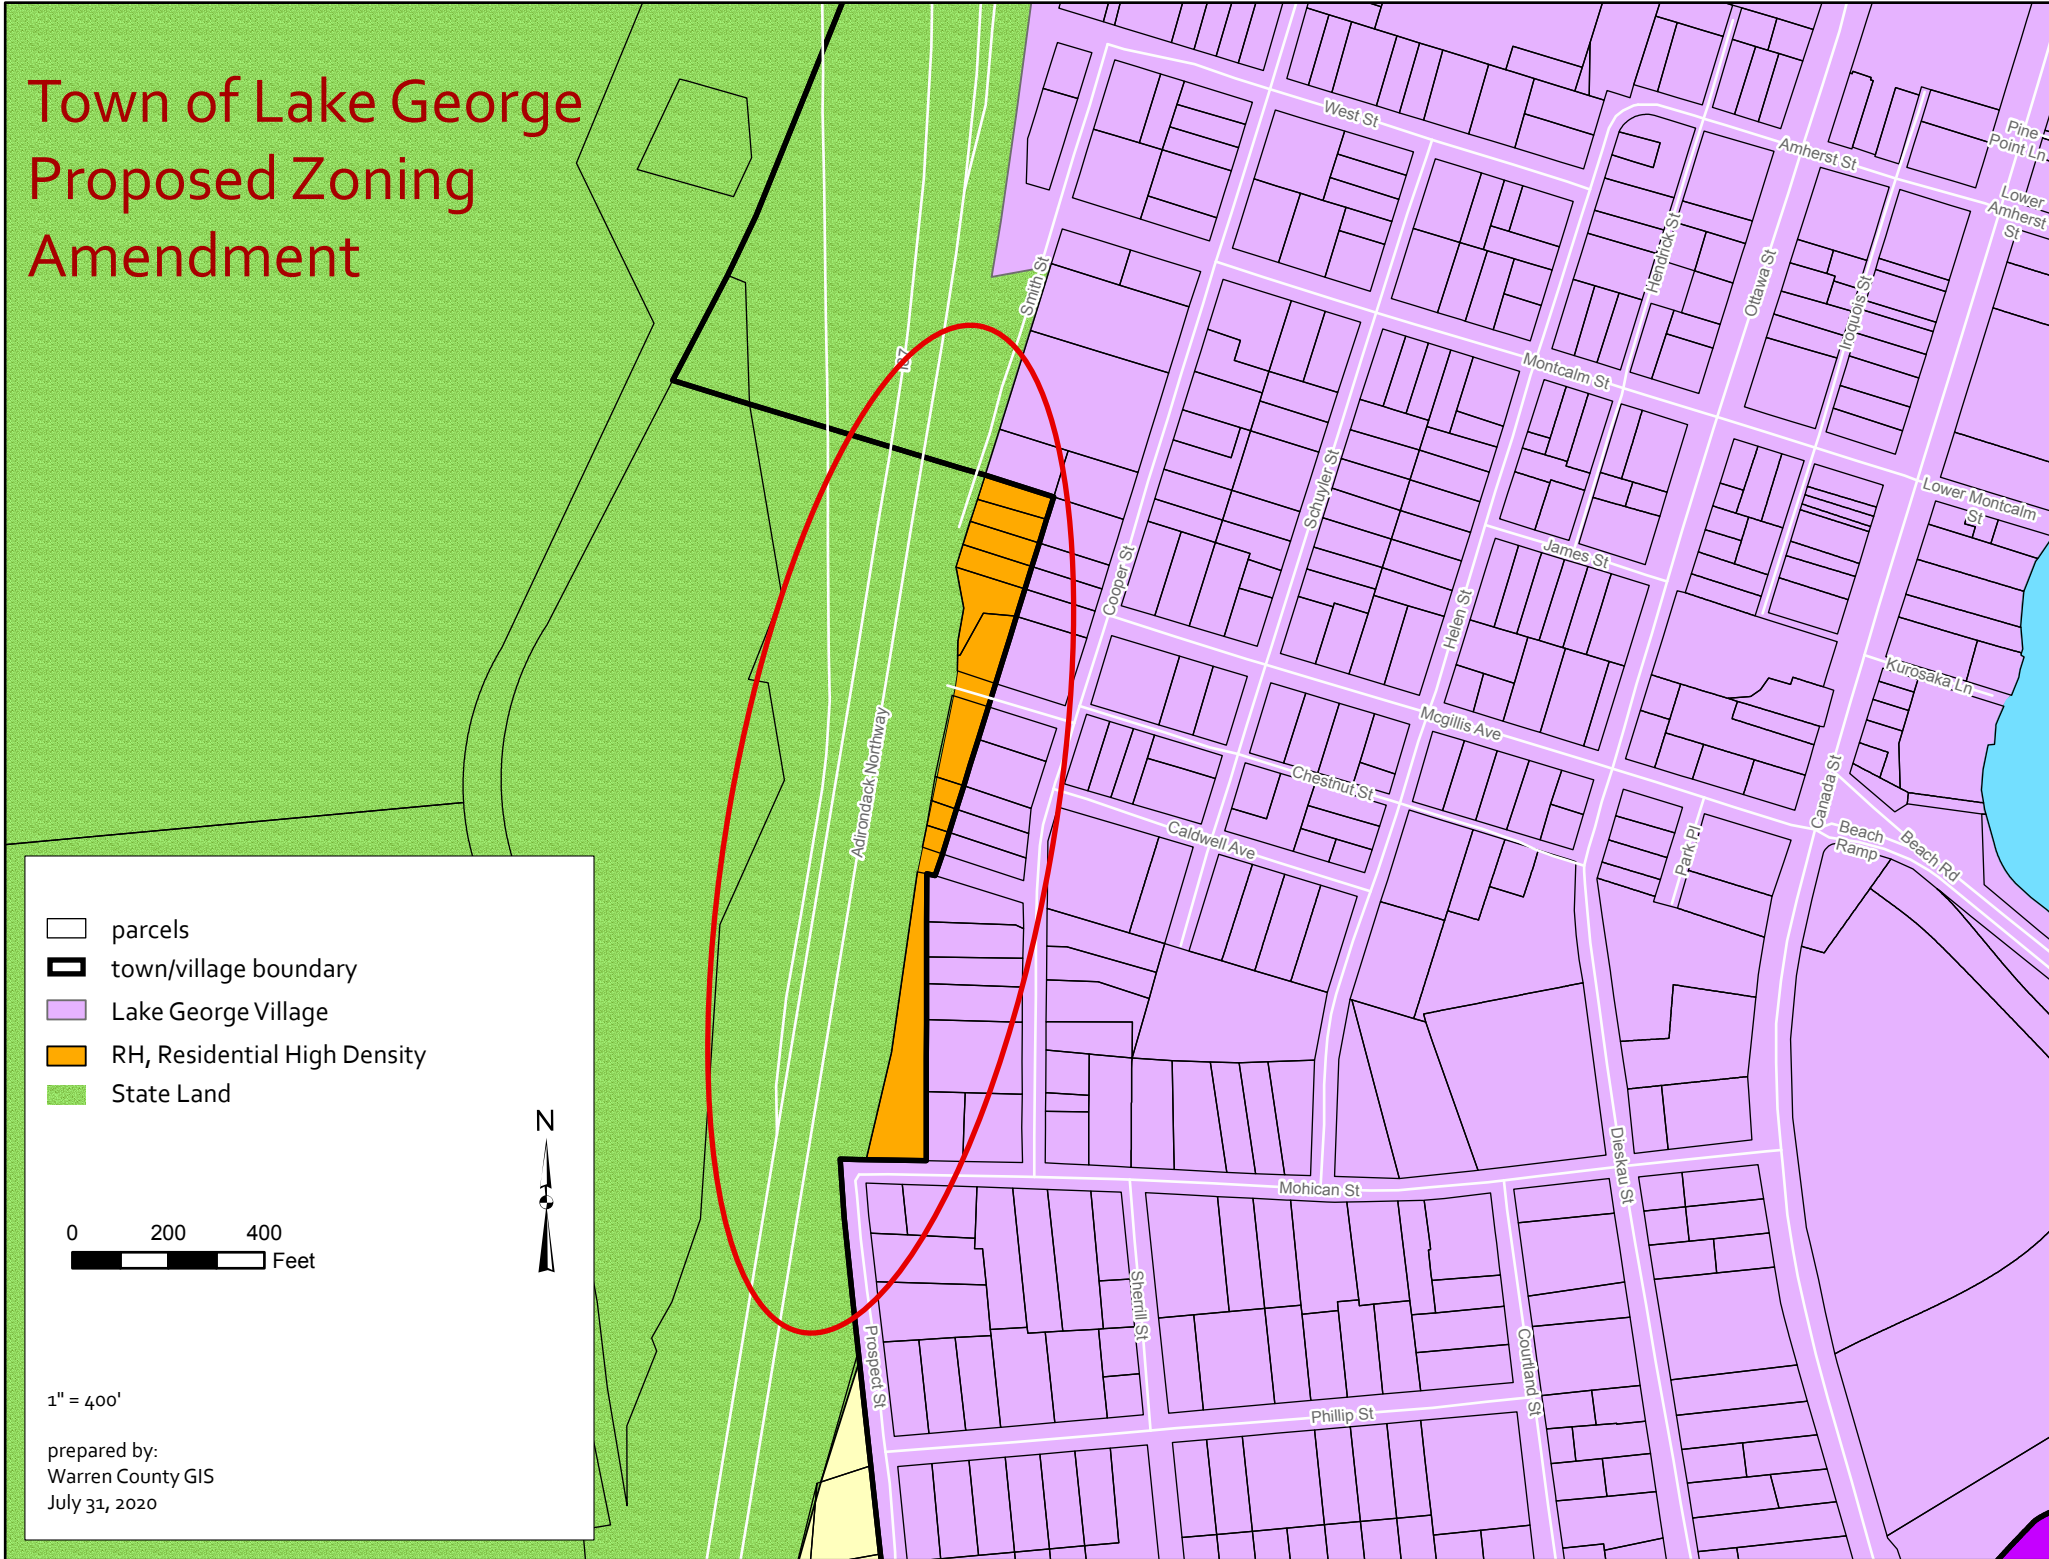 Town of Lake George
Proposed Zoning
Amendment
West St
Amherst St
Pine
Point Ln
Lower
Amherst
St
Smith St
Hendrick St
Ottawa St
Iroquois St
I87
Montcalm St
Lower Montcalm
St
Schuyler St
Cooper St
James St
Helen St
Kurosaka Ln
Mcgillis Ave
Adirondack Northway
Chestnut St
Caldwell Ave
Canada St
Park Pl
Beach
Ramp
Beach Rd
parcels
town/village boundary
Lake George Village
RH, Residential High Density
State Land
N
0 200 400
Feet
Dieskau St
Mohican St
Sherrill St
Prospect St
Courtland St
Phillip St
1" = 400'
prepared by:
Warren County GIS
July 31, 2020